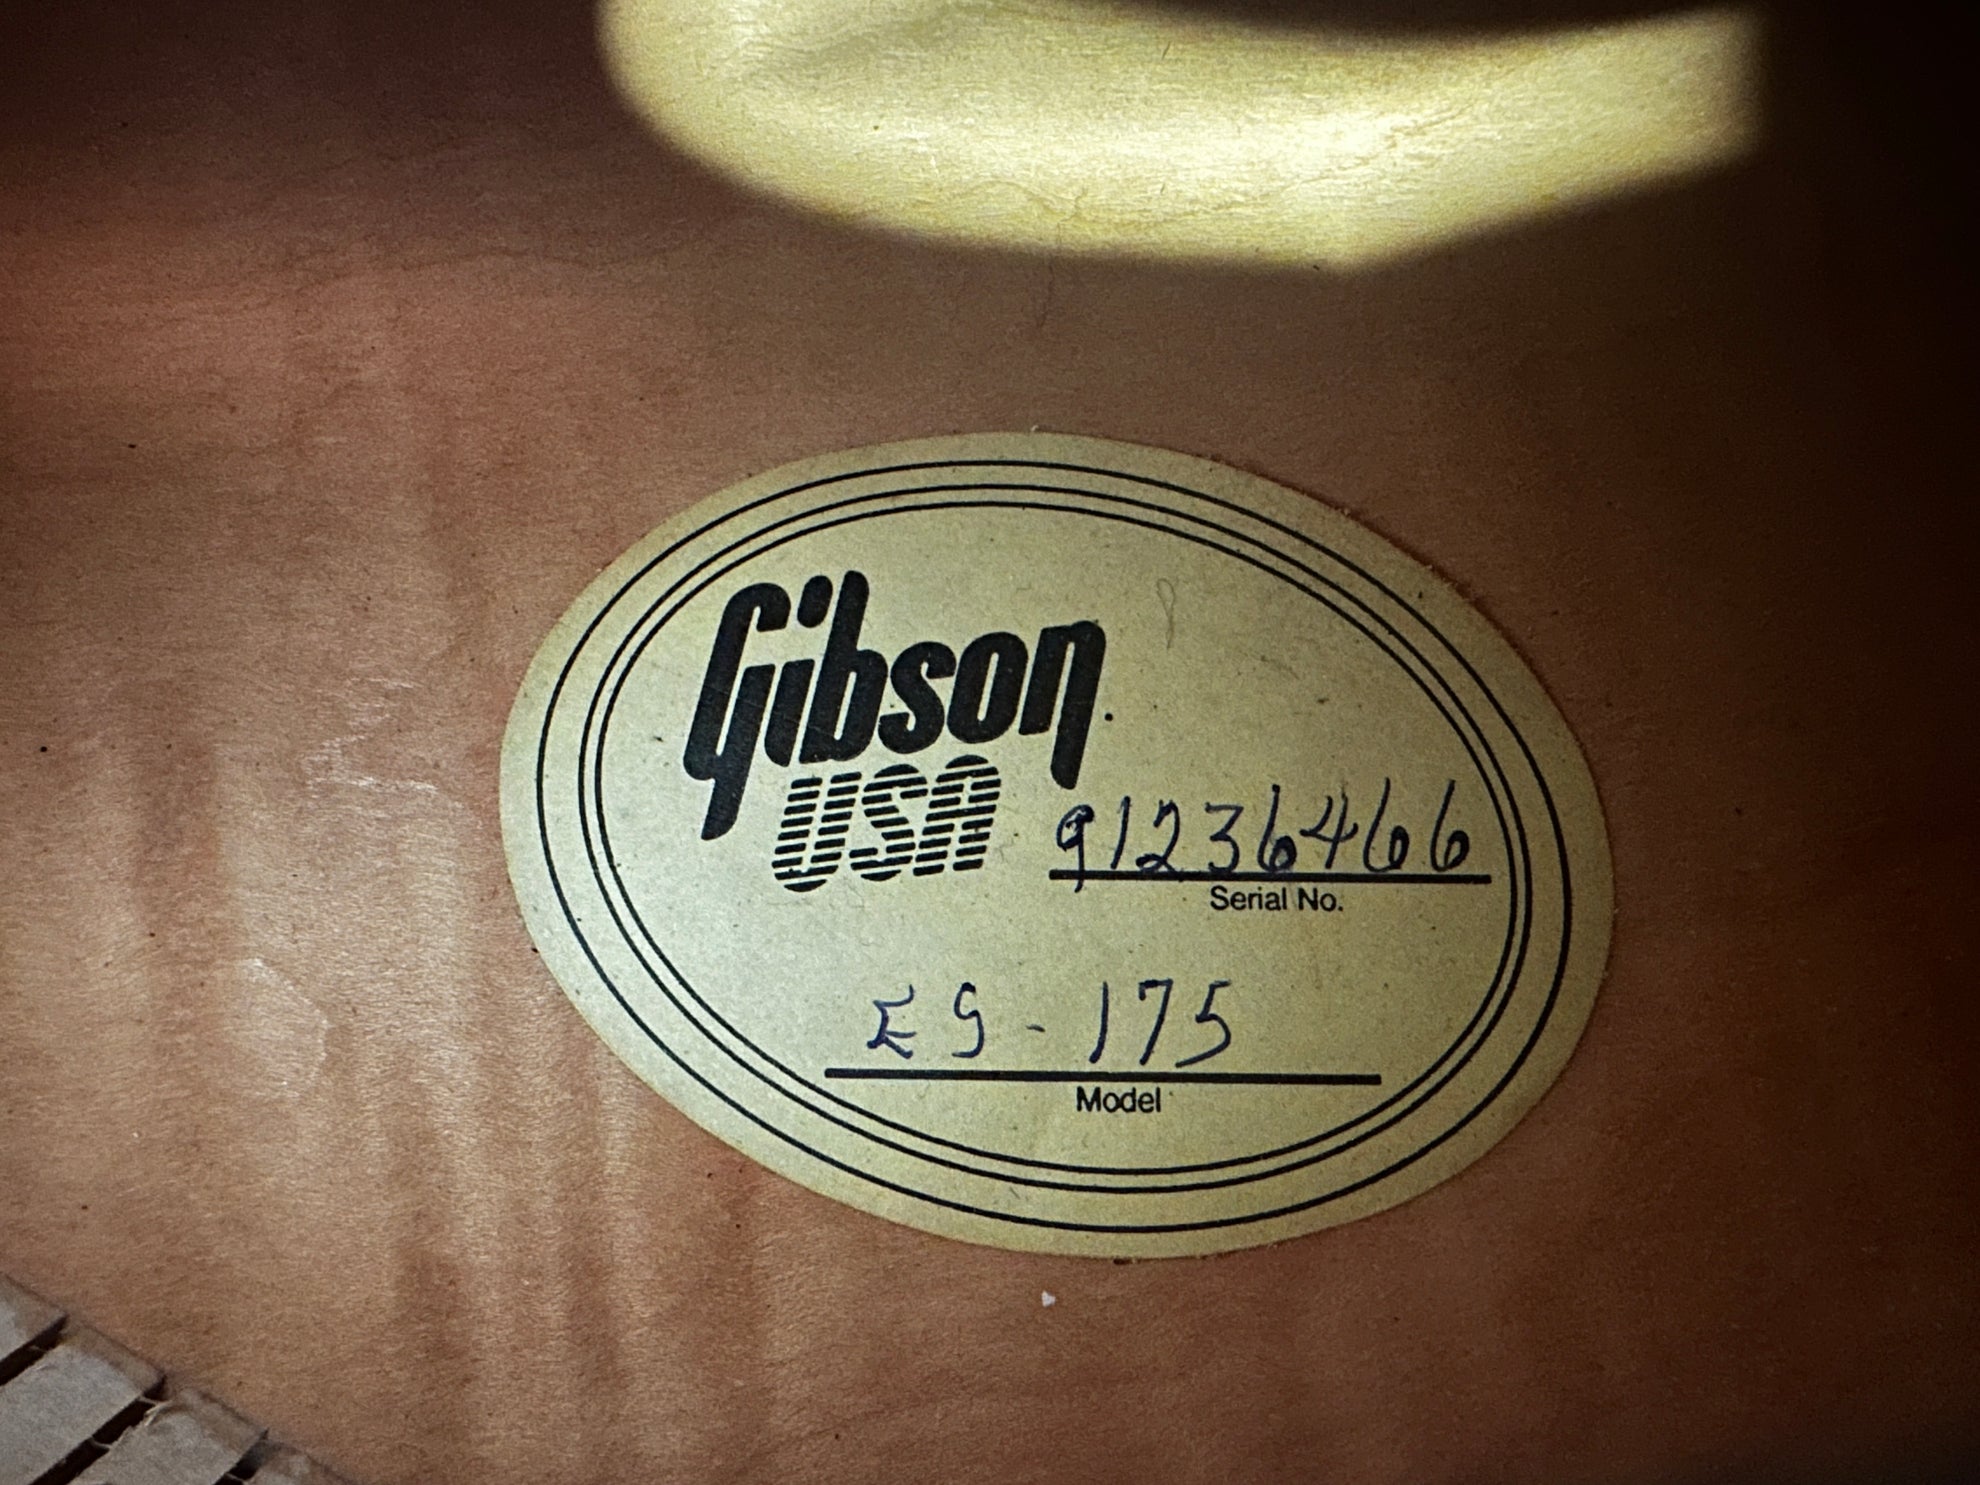 Gibson
USA
91236466
Serial No.
ES-175
Model